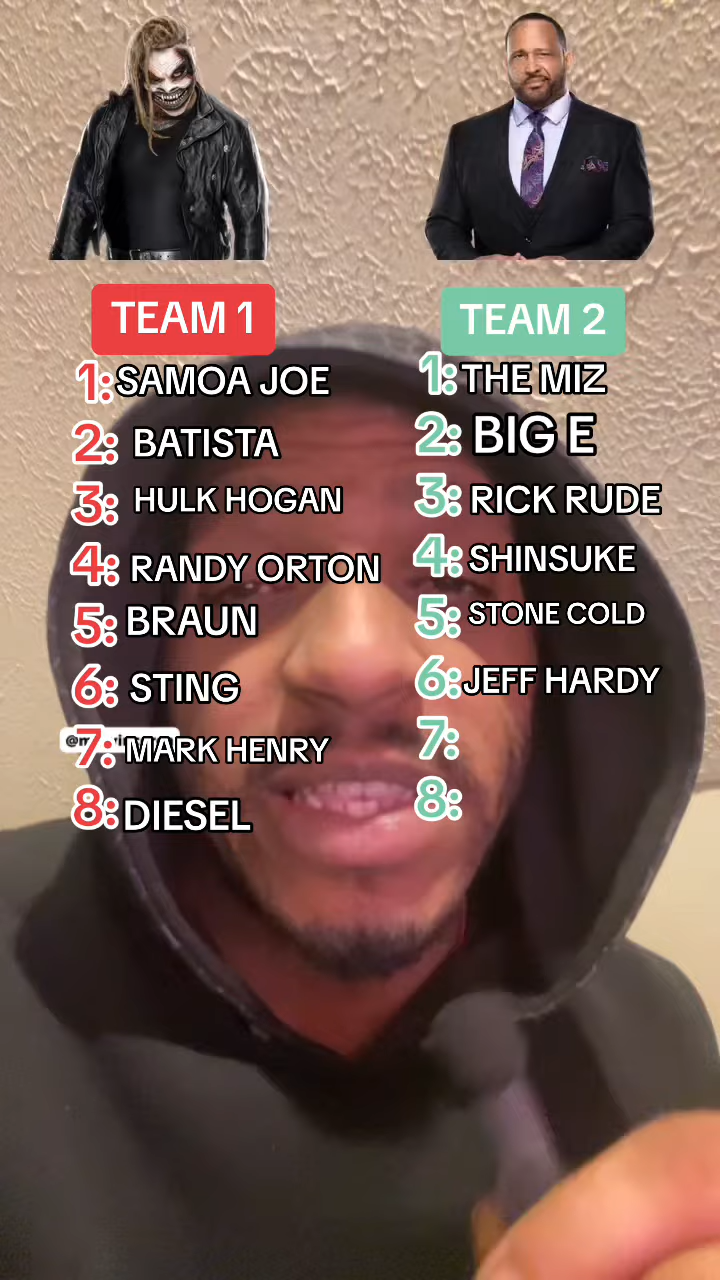 TEAM 1
1: SAMOA JOE
2: BATISTA
3: HULK HOGAN
4: RANDY ORTON
5: BRAUN
6: STING
7: MARK HENRY
8: DIESEL
TEAM 2
1: THE MIZ
2: BIG E
3: RICK RUDE
4: SHINSUKE
5: STONE COLD
6: JEFF HARDY
7:
8: